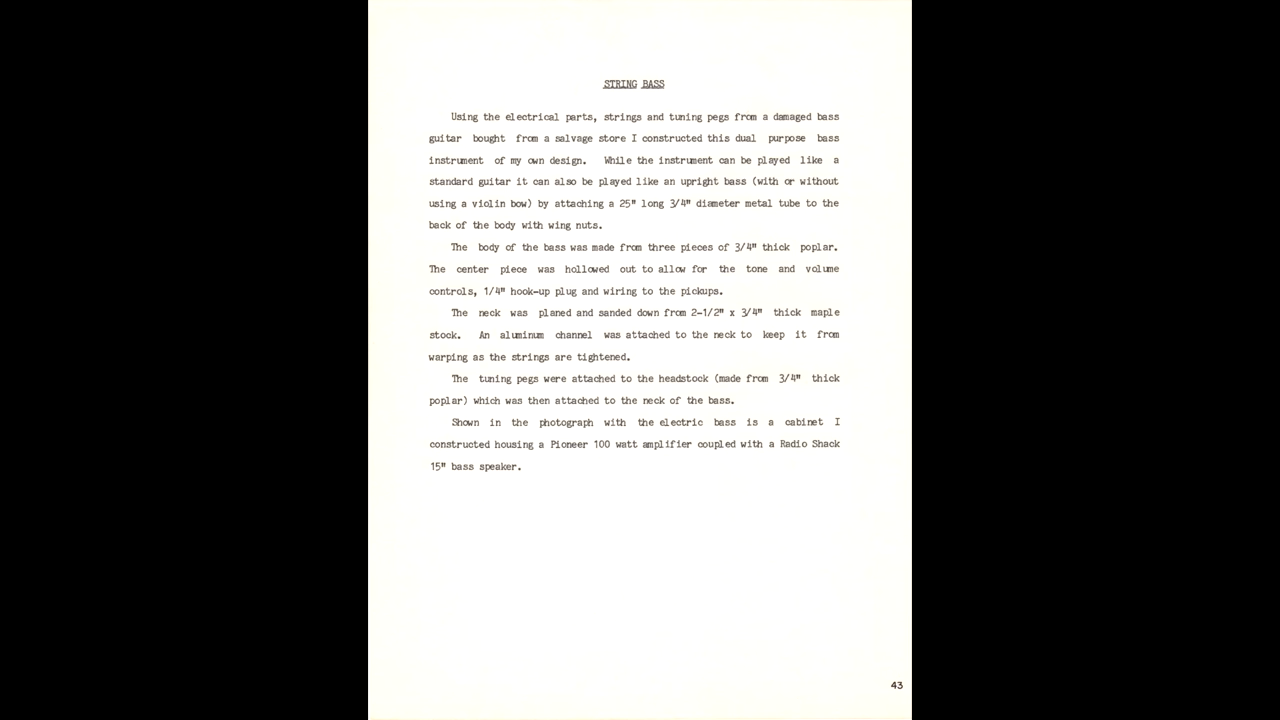 STRING BASS
Using the electrical parts, strings and tuning pegs from a damaged bass
guitar bought from a salvage store I constructed this dual purpose bass
instrument of my own design. While the instrument can be played like a
standard guitar it can also be played like an upright bass (with or without
using a violin bow) by attaching a 25" long 3/4" diameter metal tube to the
back of the body with wing nuts.
The body of the bass was made from three pieces of 3/4" thick poplar.
The center piece was hollowed out to allow for the tone and volume
controls, 1/4" hook-up plug and wiring to the pickups.
The neck was planed and sanded down from 2-1/2" x 3/4" thick maple
stock. An aluminum channel was attached to the neck to keep it from
warping as the strings are tightened.
The tuning pegs were attached to the headstock (made from 3/4" thick
poplar) which was then attached to the neck of the bass.
Shown in the photograph with the electric bass is a cabinet I
constructed housing a Pioneer 100 watt amplifier coupled with a Radio Shack
15" bass speaker.
43